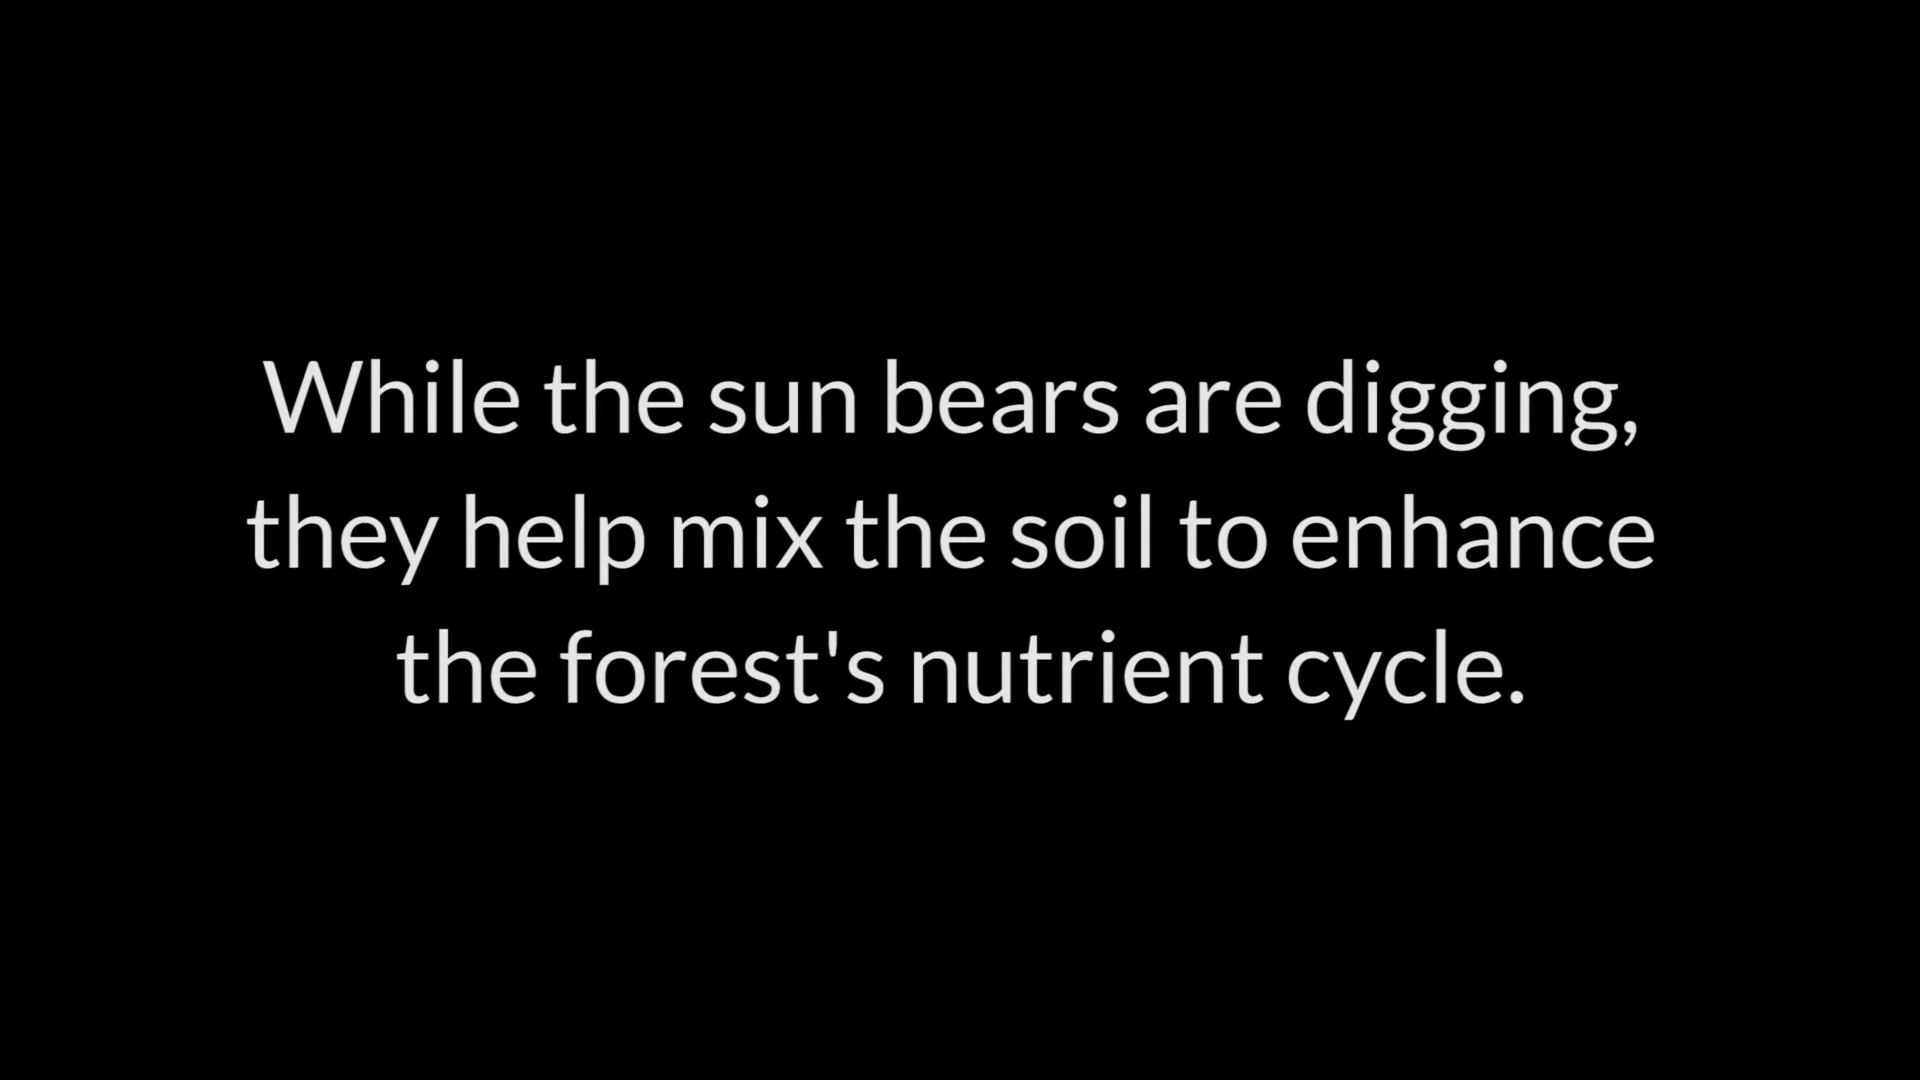 While the sun bears are digging,
they help mix the soil to enhance
the forest's nutrient cycle.